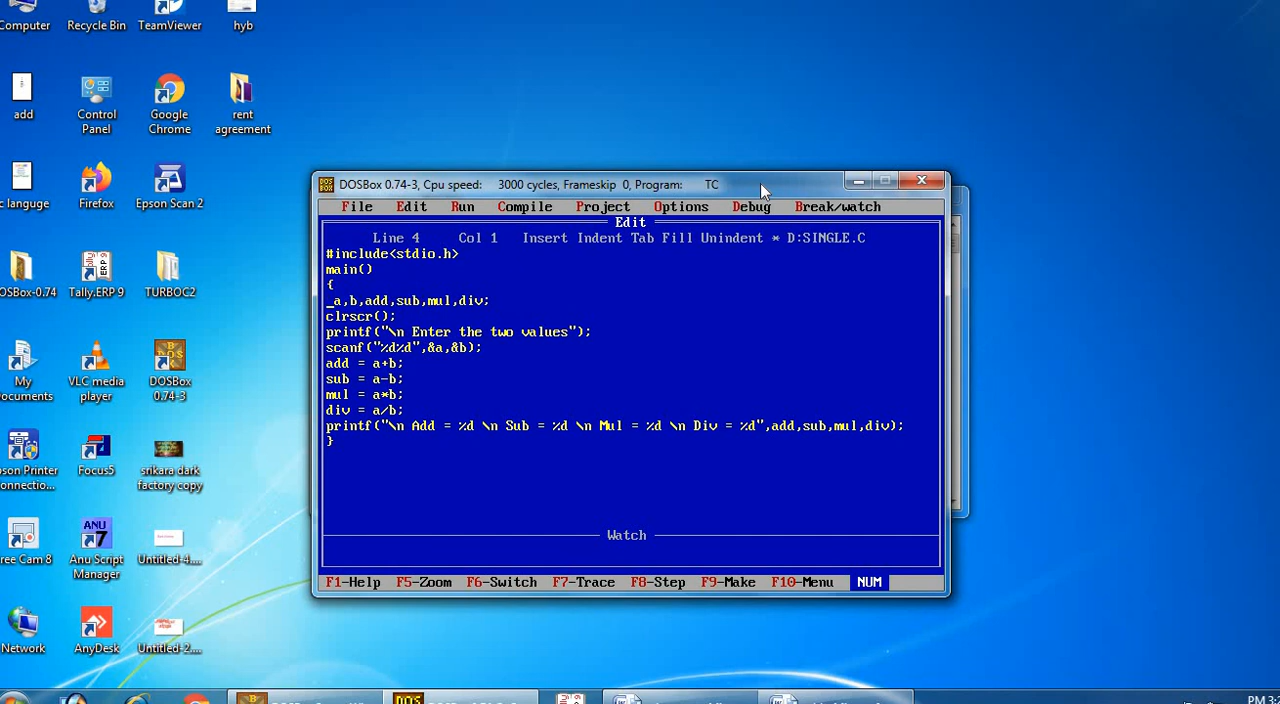 Computer
Recycle Bin
TeamViewer
hyb
add
Control
Panel
Google
Chrome
rent
agreement
c languge
Firefox
Epson Scan 2
OSBox-0.74
Tally.ERP 9
TURBOC2
My
Documents
VLC media
player
DOSBox
0.74-3
son Printer
onnectio...
Focus5
srikara dark
factory copy
ree Cam 8
ANU
7
Anu Script
Manager
Untitled-4....
Network
AnyDesk
Untitled-2....
DOSBox 0.74-3, Cpu speed: 3000 cycles, Frameskip 0, Program: TC
File Edit Run Compile Project Options Debug Break/watch
Edit
Line 4 Col 1 Insert Indent Tab Fill Unindent * D:SINGLE.C
#include<stdio.h>
main()
{
_a,b,add,sub,mul,div;
clrscr();
printf("\n Enter the two values");
scanf("%d%d",&a,&b);
add = a+b;
sub = a-b;
mul = a*b;
div = a/b;
printf("\n Add = %d \n Sub = %d \n Mul = %d \n Div = %d",add,sub,mul,div);
}
Watch
F1-Help F5-Zoom F6-Switch F7-Trace F8-Step F9-Make F10-Menu NUM